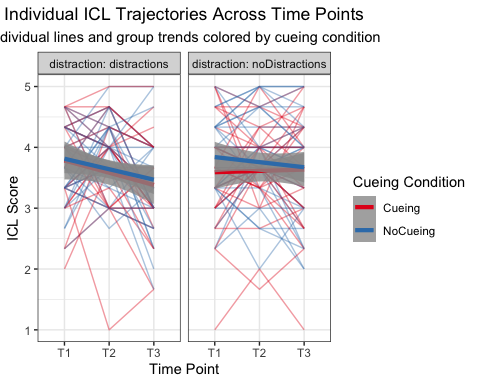 Individual ICL Trajectories Across Time Points
dividual lines and group trends colored by cueing condition
distraction: distractions
distraction: noDistractions
5
4
3
2
1
ICL Score
T1 T2 T3
T1 T2 T3
Time Point
Cueing Condition
Cueing
NoCueing